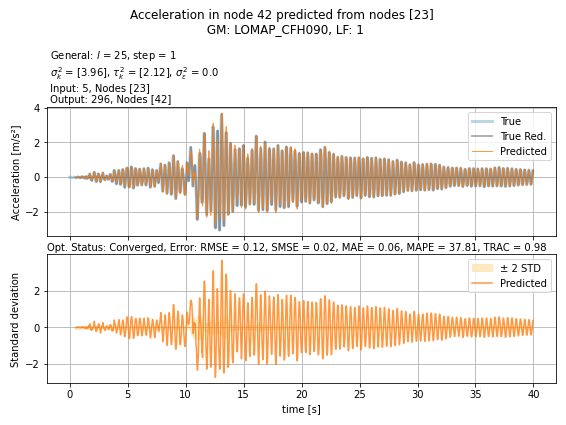 Acceleration in node 42 predicted from nodes [23]
GM: LOMAP_CFH090, LF: 1
General: l = 25, step = 1
σ²ₖ = [3.96], τ²ₖ = [2.12], σ²ε = 0.0
Input: 5, Nodes [23]
Output: 296, Nodes [42]
Acceleration [m/s²]
4
2
0
−2
True
True Red.
Predicted
Opt. Status: Converged, Error: RMSE = 0.12, SMSE = 0.02, MAE = 0.06, MAPE = 37.81, TRAC = 0.98
Standard deviation
2
0
−2
± 2 STD
Predicted
0 5 10 15 20 25 30 35 40
time [s]